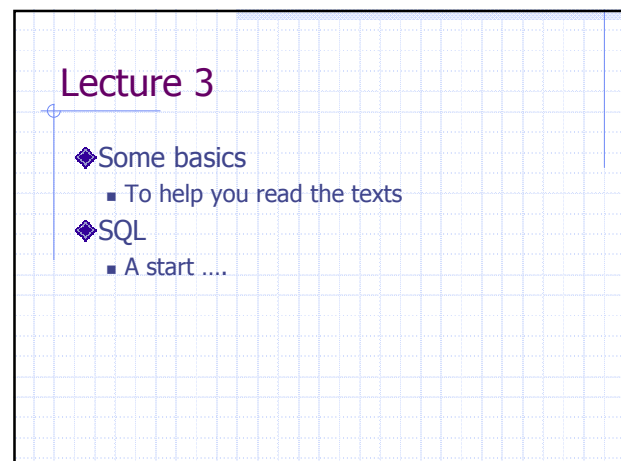 Lecture 3
Some basics
To help you read the texts
SQL
A start ....